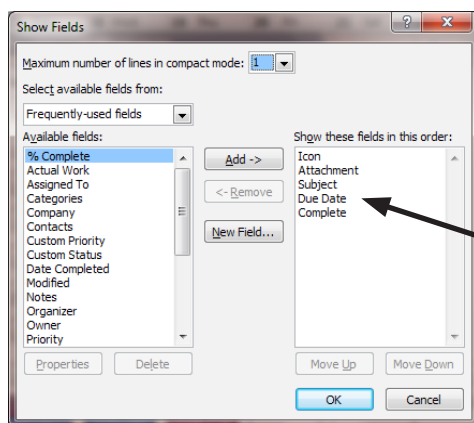 Show Fields
Maximum number of lines in compact mode: 1
Select available fields from:
Frequently-used fields
Available fields:
% Complete
Actual Work
Assigned To
Categories
Company
Contacts
Custom Priority
Custom Status
Date Completed
Modified
Notes
Organizer
Owner
Priority
Add ->
<- Remove
New Field...
Show these fields in this order:
Icon
Attachment
Subject
Due Date
Complete
Properties
Delete
Move Up
Move Down
OK
Cancel